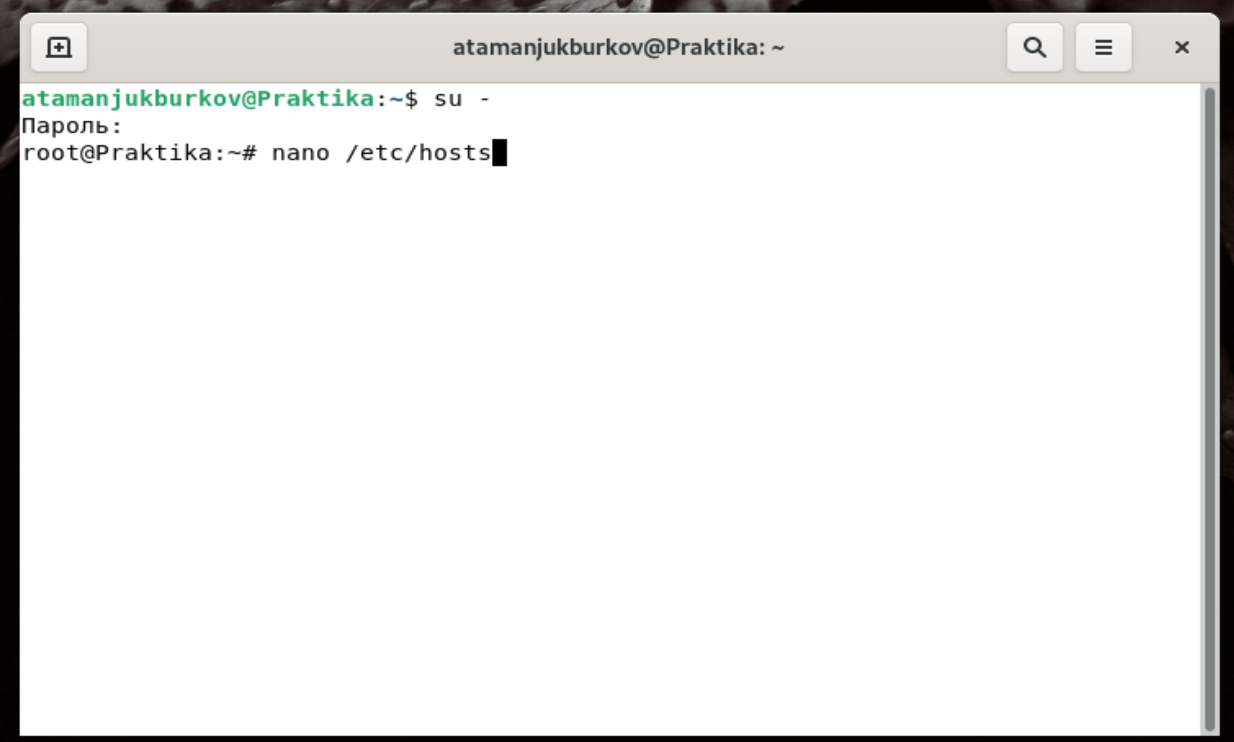 atamanjukburkov@Praktika: ~
atamanjukburkov@Praktika:~$ su -
Пароль:
root@Praktika:~# nano /etc/hosts